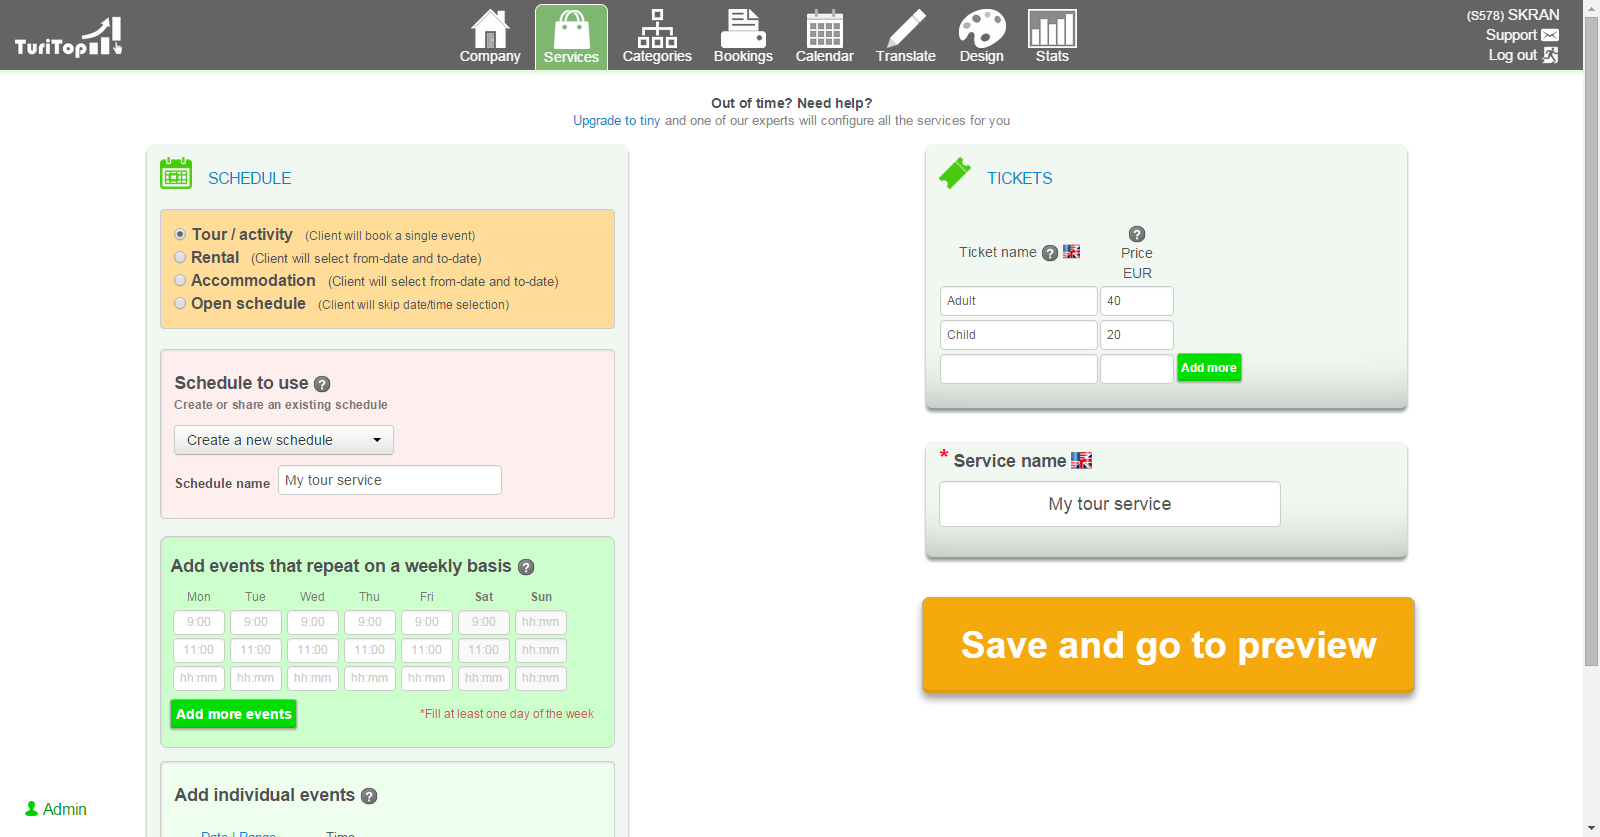 TuriTop
Company
Services
Categories
Bookings
Calendar
Translate
Design
Stats
(S578) SKRAN
Support
Log out
Out of time? Need help?
Upgrade to tiny and one of our experts will configure all the services for you
SCHEDULE
Tour / activity (Client will book a single event)
Rental (Client will select from-date and to-date)
Accommodation (Client will select from-date and to-date)
Open schedule (Client will skip date/time selection)
Schedule to use ?
Create or share an existing schedule
Create a new schedule
Schedule name My tour service
Add events that repeat on a weekly basis ?
Mon Tue Wed Thu Fri Sat Sun
9:00 9:00 9:00 9:00 9:00 9:00 hh:mm
11:00 11:00 11:00 11:00 11:00 11:00 hh:mm
hh:mm hh:mm hh:mm hh:mm hh:mm hh:mm hh:mm
Add more events *Fill at least one day of the week
Add individual events ?
Date | Range Time
Admin
TICKETS
Ticket name ? ? Price EUR
Adult 40
Child 20
Add more
* Service name
My tour service
Save and go to preview